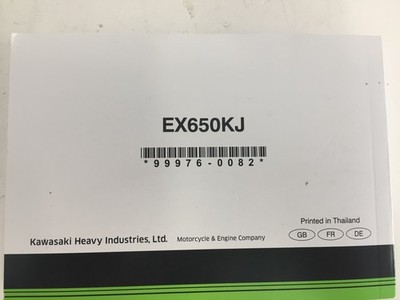 EX650KJ
*99976-0082*
Printed in Thailand
GB FR DE
Kawasaki Heavy Industries, Ltd. Motorcycle & Engine Company